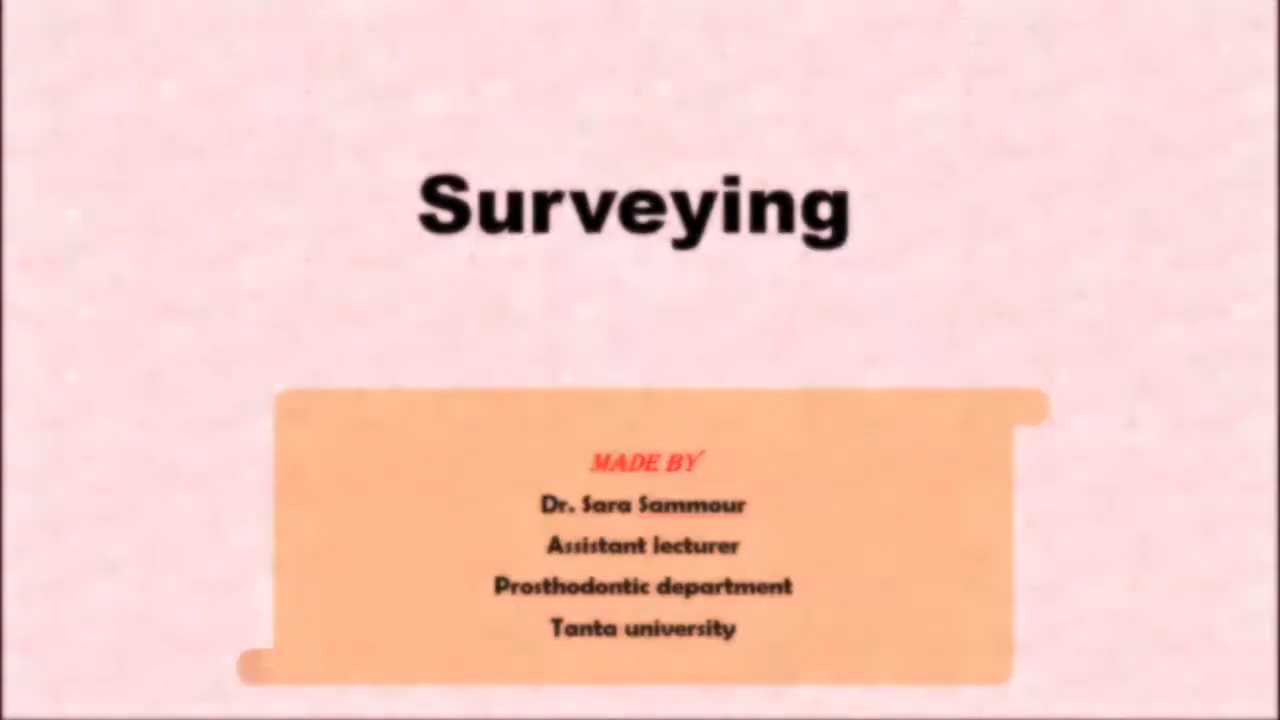 Surveying
MADE BY
Dr. Sara Sammour
Assistant lecturer
Prosthodontic department
Tanta university